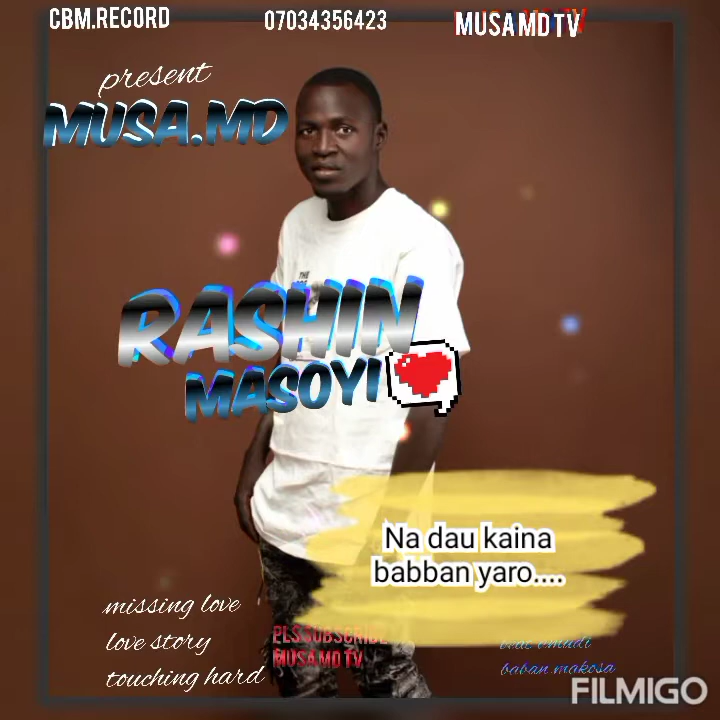 CBM.RECORD
07034356423
MUSA MD TV
present
MUSA.MD
THE
RASHIN
MASOYI
Na dau kaina
babban yaro....
missing love
love story
touching hard
PLS SUBSCRIBE
MUSA MD TV
baban makosa
FILMIGO